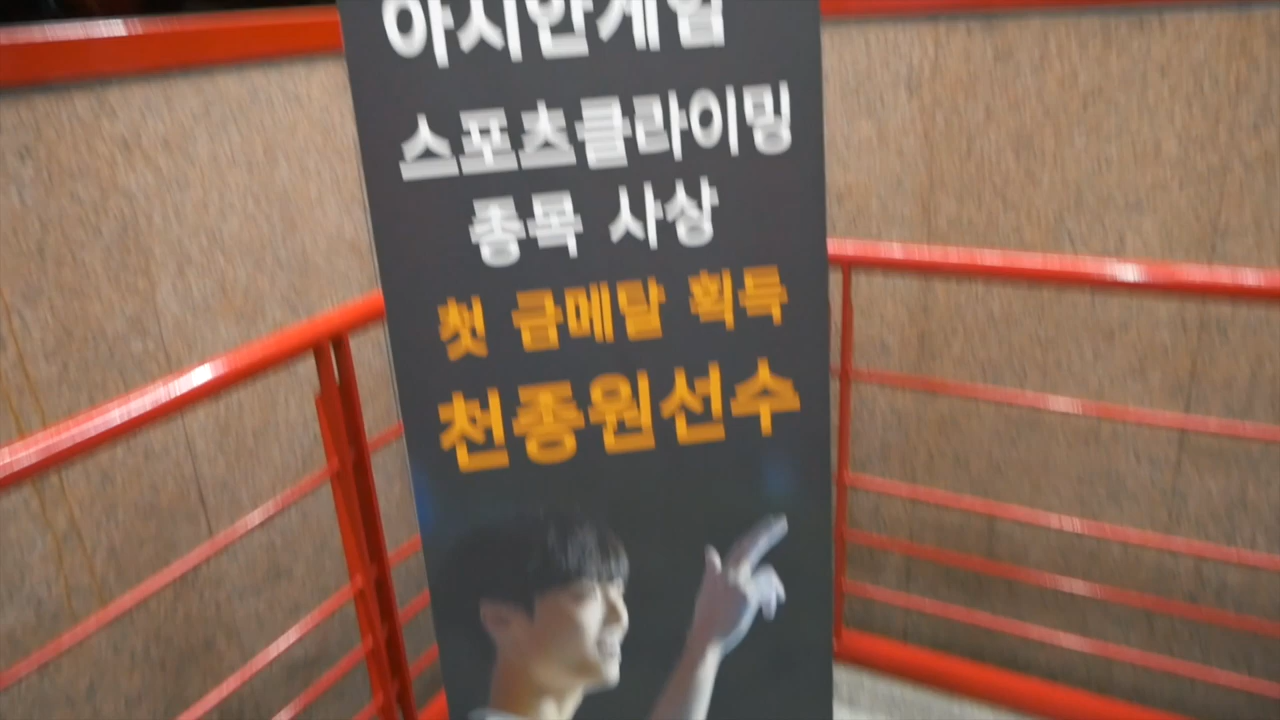 아시안게임
스포츠클라이밍
종목 사상
첫 금메달 획득
천종원선수